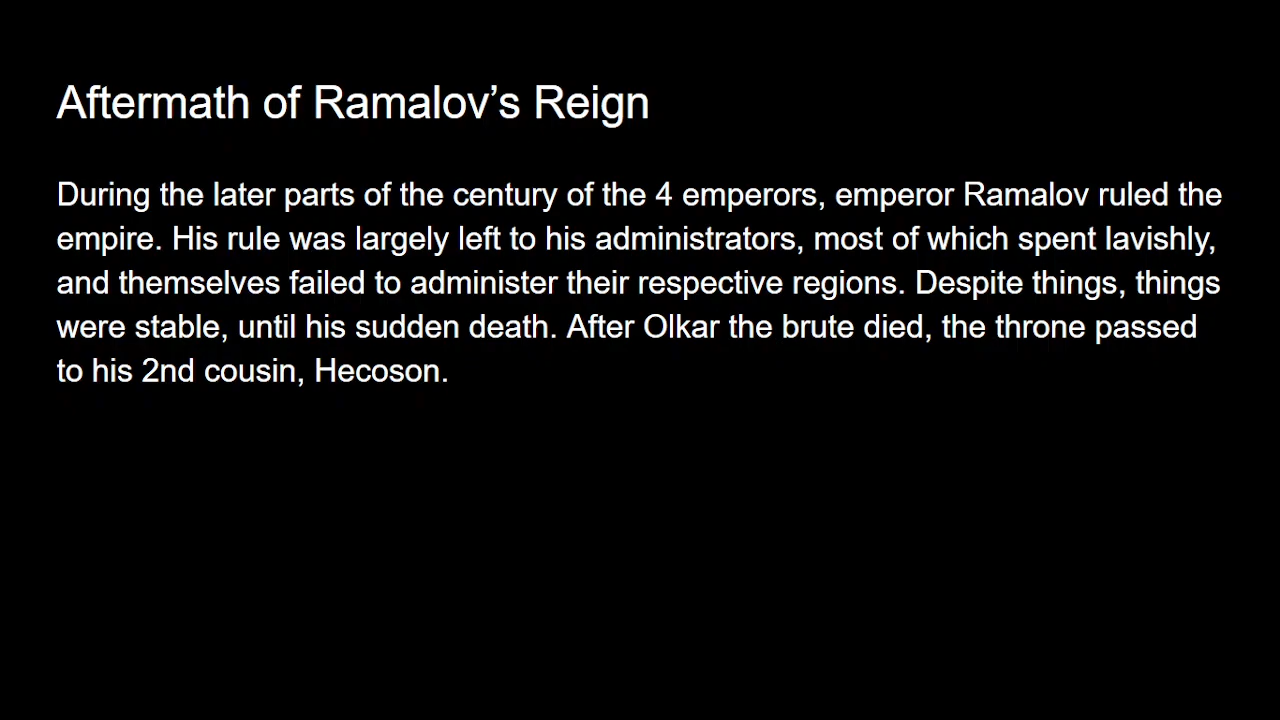 Aftermath of Ramalov’s Reign
During the later parts of the century of the 4 emperors, emperor Ramalov ruled the
empire. His rule was largely left to his administrators, most of which spent lavishly,
and themselves failed to administer their respective regions. Despite things, things
were stable, until his sudden death. After Olkar the brute died, the throne passed
to his 2nd cousin, Hecoson.